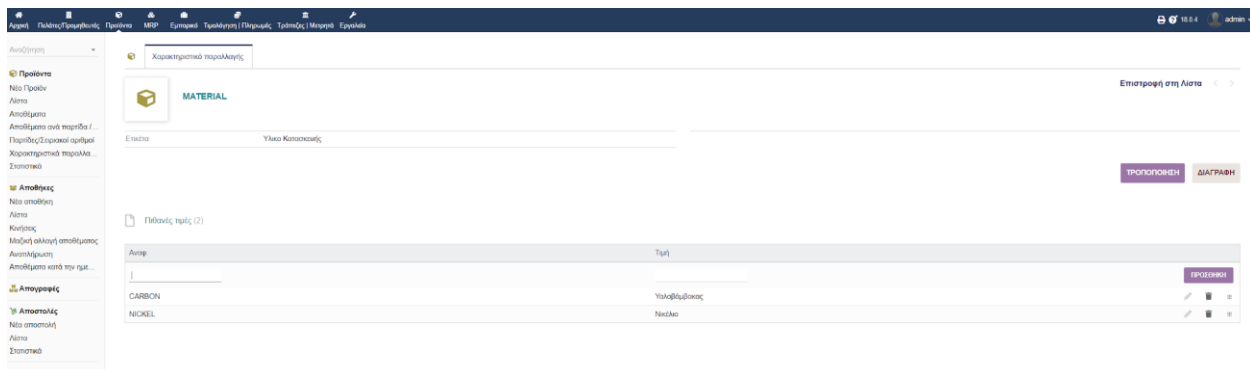 Αρχική Πελάτες/Προμηθευτές Προϊόντα MRP Εμπορικό Τιμολόγηση | Πληρωμές Τράπεζες | Μετρητά Εργαλεία
18.0.4 admin
Αναζήτηση
Χαρακτηριστικά παραλλαγής
Προϊόντα
Νέο Προϊόν
Λίστα
Αποθέματα
Αποθέματα ανά παρτίδα /...
Παρτίδες/Σειριακοί αριθμοί
Χαρακτηριστικά παραλλα...
Στατιστικά
MATERIAL
Επιστροφή στη Λίστα
Ετικέτα Υλικο Κατασκευής
ΤΡΟΠΟΠΟΙΗΣΗ ΔΙΑΓΡΑΦΗ
Αποθήκες
Νέα αποθήκη
Λίστα
Κινήσεις
Μαζική αλλαγή αποθέματος
Αναπλήρωση
Αποθέματα κατά την ημε...
Πιθανές τιμές (2)
Αναφ. Τιμή
ΠΡΟΣΘΗΚΗ
CARBON Υαλοβάμβακας
NICKEL Νικέλιο
Απογραφές
Αποστολές
Νέα αποστολή
Λίστα
Στατιστικά